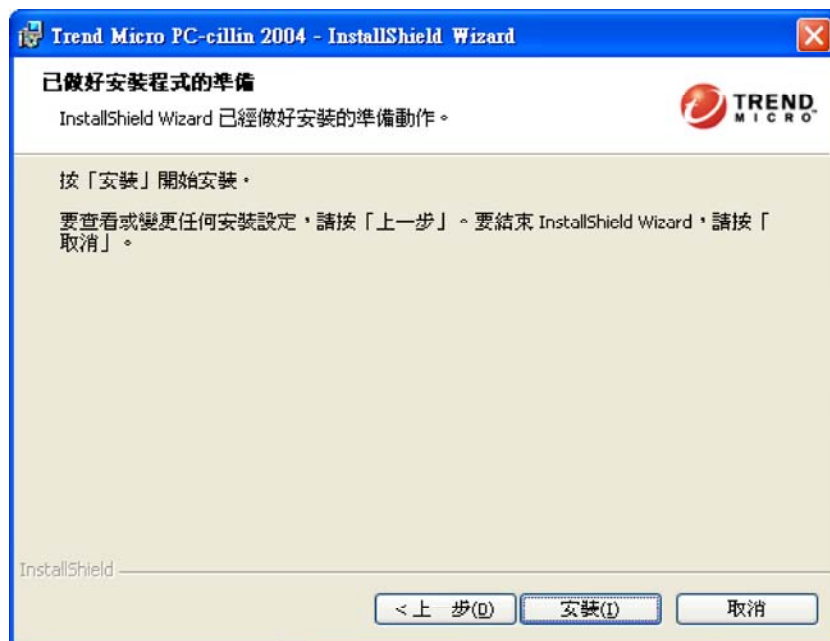 Trend Micro PC-cillin 2004 - InstallShield Wizard
已做好安裝程式的準備
InstallShield Wizard 已經做好安裝的準備動作。
TREND
MICRO
按「安裝」開始安裝。
要查看或變更任何安裝設定，請按「上一步」。要結束 InstallShield Wizard，請按「
取消」。
InstallShield
<上 步(D) 安裝(I) 取消